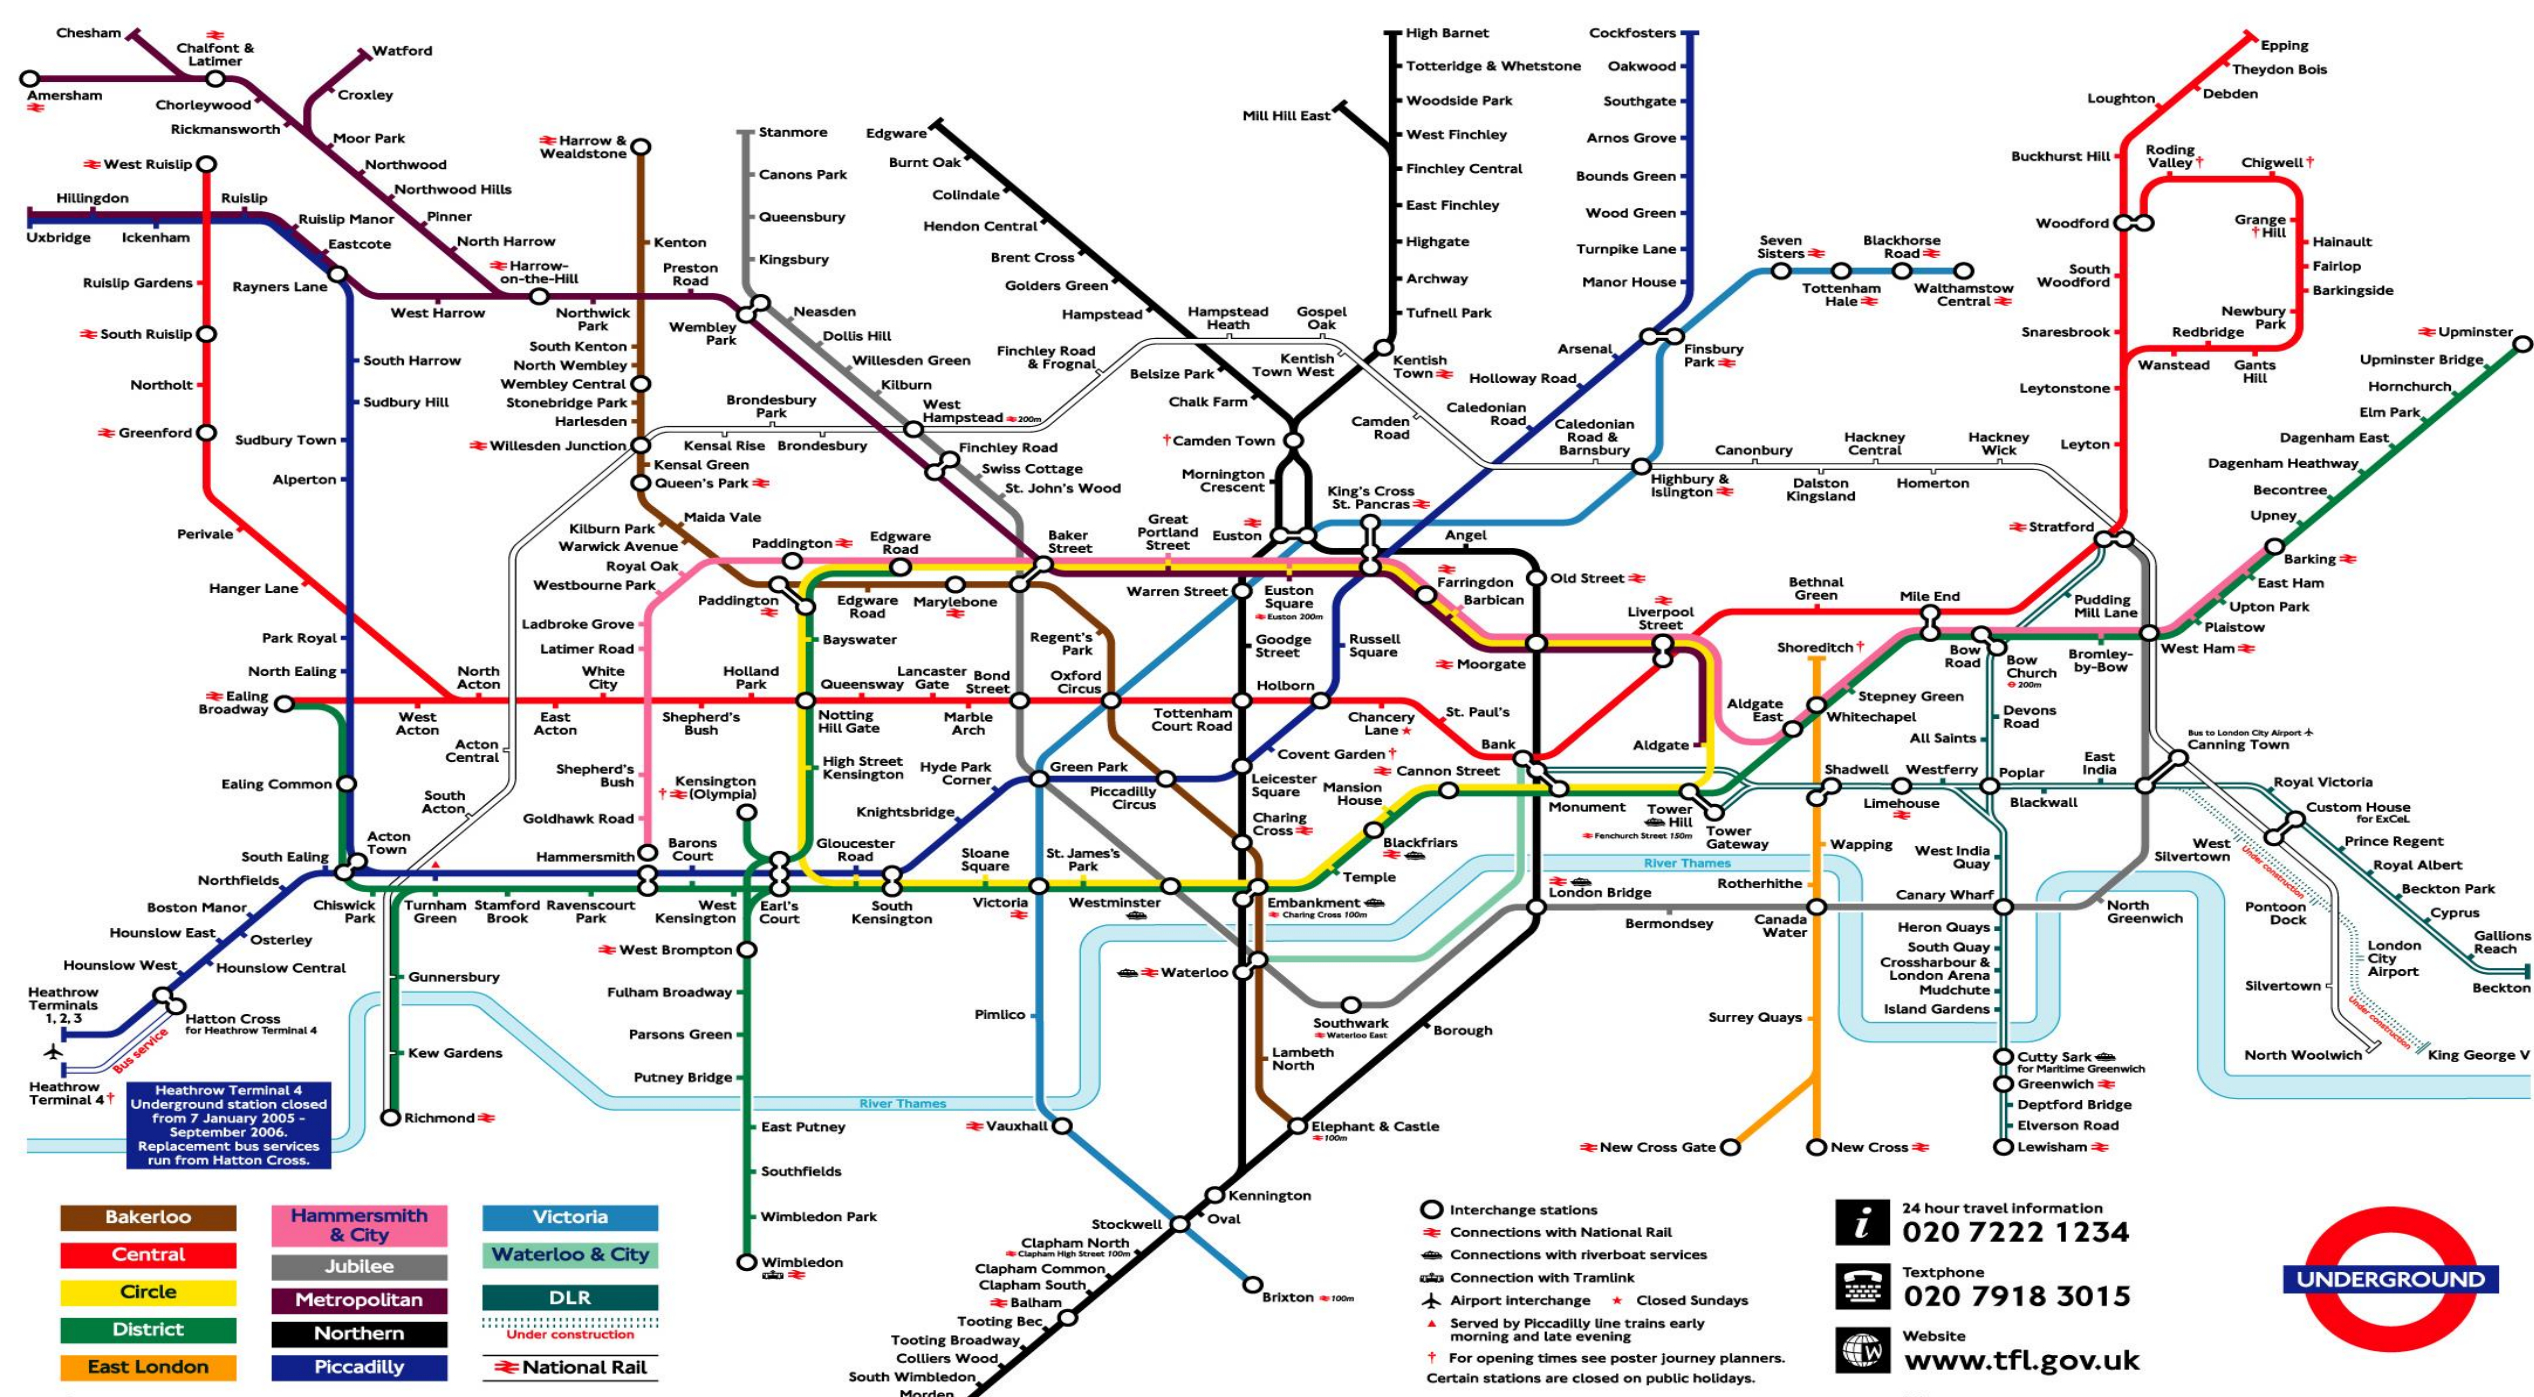 Chesham
Chalfont &
Latimer
Watford
Amersham
Croxley
Chorleywood
Rickmansworth
Moor Park
West Ruislip
Northwood
Northwood Hills
Hillingdon
Ruislip
Ruislip Manor
Pinner
Uxbridge
Ickenham
Eastcote
North Harrow
Harrow-
on-the-Hill
Ruislip Gardens
Rayners Lane
West Harrow
Northwick
Park
Preston
Road
Wembley
Park
South Ruislip
South Harrow
Northolt
Sudbury Hill
Greenford
Sudbury Town
Alperton
Perivale
Hanger Lane
Park Royal
North Ealing
Ealing
Broadway
West
Acton
North
Acton
East
Acton
White
City
Shepherd's
Bush
Holland
Park
Notting
Hill Gate
Queensway
Lancaster
Gate
Marble
Arch
Bond
Street
Oxford
Circus
Tottenham
Court Road
Holborn
Chancery
Lane
St. Paul's
Bank
Harrow &
Wealdstone
Kenton
South Kenton
North Wembley
Wembley Central
Stonebridge Park
Harlesden
Willesden Junction
Kensal Green
Queen's Park
Kilburn Park
Maida Vale
Warwick Avenue
Royal Oak
Westbourne Park
Paddington
Paddington
Edgware
Road
Edgware
Road
Marylebone
Baker
Street
Regent's
Park
Ladbroke Grove
Latimer Road
Bayswater
Shepherd's
Bush
Goldhawk Road
Hammersmith
High Street
Kensington
Kensington
(Olympia)
Stanmore
Canons Park
Queensbury
Kingsbury
Neasden
Dollis Hill
Willesden Green
Kilburn
West
Hampstead
200m
Finchley Road
Swiss Cottage
St. John's Wood
Brondesbury
Park
Kensal Rise
Brondesbury
Finchley Road
& Frognal
Hampstead
Heath
Gospel
Oak
Kentish
Town West
Camden
Road
Caledonian
Road &
Barnsbury
Highbury &
Islington
Canonbury
Dalston
Kingsland
Hackney
Central
Homerton
Hackney
Wick
Stratford
Edgware
Burnt Oak
Colindale
Hendon Central
Brent Cross
Golders Green
Hampstead
Belsize Park
Chalk Farm
Camden Town
Mornington
Crescent
Euston
Mill Hill East
High Barnet
Totteridge & Whetstone
Woodside Park
West Finchley
Finchley Central
East Finchley
Highgate
Archway
Tufnell Park
Kentish
Town
Cockfosters
Oakwood
Southgate
Arnos Grove
Bounds Green
Wood Green
Turnpike Lane
Manor House
Finsbury
Park
Arsenal
Holloway Road
Caledonian
Road
King's Cross
St. Pancras
Seven
Sisters
Tottenham
Hale
Blackhorse
Road
Walthamstow
Central
Great
Portland
Street
Warren Street
Euston
Square
Euston 200m
Goodge
Street
Russell
Square
Angel
Old Street
Farringdon
Barbican
Moorgate
Liverpool
Street
Bethnal
Green
Mile End
Epping
Theydon Bois
Debden
Loughton
Buckhurst Hill
Roding
Valley
Chigwell
Woodford
Grange
Hill
Hainault
Fairlop
Barkingside
Newbury
Park
South
Woodford
Snaresbrook
Redbridge
Wanstead
Gants
Hill
Leytonstone
Leyton
Upminster
Upminster Bridge
Hornchurch
Elm Park
Dagenham East
Dagenham Heathway
Becontree
Upney
Barking
East Ham
Upton Park
Plaistow
West Ham
Pudding
Mill Lane
Bow
Road
Bow
Church
200m
Bromley-
by-Bow
Stepney Green
Whitechapel
Aldgate
East
Shoreditch
Aldgate
Devons
Road
All Saints
Poplar
Shadwell
Westferry
Limehouse
Blackwall
East
India
Bus to London City Airport
Canning Town
Royal Victoria
Custom House
for ExCeL
Prince Regent
Royal Albert
Beckton Park
Cyprus
Gallions
Reach
Beckton
West
Silvertown
Under construction
Pontoon
Dock
London
City
Airport
Silvertown
Under construction
North Woolwich
King George V
Acton
Central
South
Acton
Ealing Common
Acton
Town
South Ealing
Northfields
Boston Manor
Hounslow East
Osterley
Hounslow West
Hounslow Central
Heathrow
Terminals
1, 2, 3
Hatton Cross
for Heathrow Terminal 4
Bus service
Heathrow
Terminal 4
Heathrow Terminal 4
Underground station closed
from 7 January 2005 -
September 2006.
Replacement bus services
run from Hatton Cross.
Chiswick
Park
Turnham
Green
Stamford
Brook
Ravenscourt
Park
Barons
Court
West
Kensington
Earl's
Court
Gloucester
Road
South
Kensington
Knightsbridge
Hyde Park
Corner
Green Park
Piccadilly
Circus
Leicester
Square
Covent Garden
Charing
Cross
Sloane
Square
Victoria
St. James's
Park
Westminster
Embankment
Charing Cross 100m
Temple
Blackfriars
Mansion
House
Cannon Street
Monument
Tower
Hill
Fenchurch Street 150m
Tower
Gateway
Gunnersbury
Kew Gardens
Richmond
West Brompton
Fulham Broadway
Parsons Green
Putney Bridge
East Putney
Southfields
Wimbledon Park
Wimbledon
River Thames
River Thames
Pimlico
Vauxhall
Waterloo
Southwark
Waterloo East
Lambeth
North
Elephant & Castle
100m
Borough
London Bridge
Bermondsey
Canada
Water
Wapping
Rotherhithe
Surrey Quays
New Cross Gate
New Cross
West India
Quay
Canary Wharf
Heron Quays
South Quay
Crossharbour &
London Arena
Mudchute
Island Gardens
North
Greenwich
Cutty Sark
for Maritime Greenwich
Greenwich
Deptford Bridge
Elverson Road
Lewisham
Kennington
Oval
Stockwell
Brixton
100m
Clapham North
Clapham High Street 100m
Clapham Common
Clapham South
Balham
Tooting Bec
Tooting Broadway
Colliers Wood
South Wimbledon
Morden
Bakerloo
Central
Circle
District
East London
Hammersmith
& City
Jubilee
Metropolitan
Northern
Piccadilly
Victoria
Waterloo & City
DLR
Under construction
National Rail
Interchange stations
Connections with National Rail
Connections with riverboat services
Connection with Tramlink
Airport interchange ★ Closed Sundays
Served by Piccadilly line trains early
morning and late evening
† For opening times see poster journey planners.
Certain stations are closed on public holidays.
i
24 hour travel information
020 7222 1234
Textphone
020 7918 3015
W
Website
www.tfl.gov.uk
UNDERGROUND